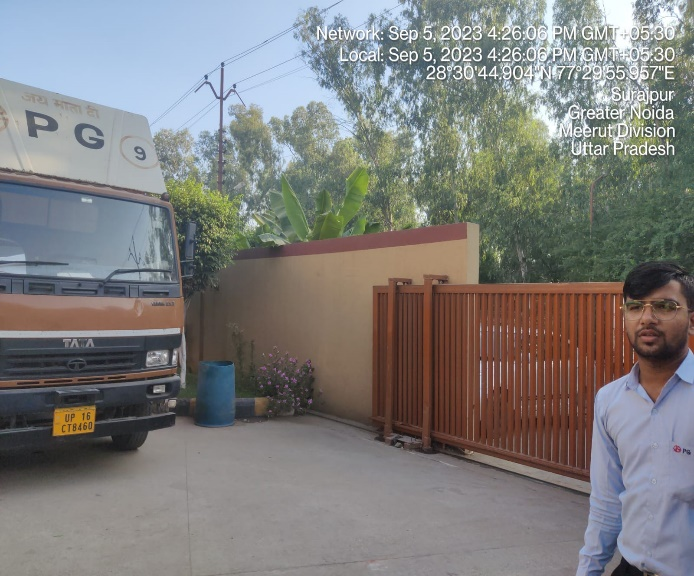 Network: Sep 5, 2023 4:26:06 PM GMT+05:30
Local: Sep 5, 2023 4:26:06 PM GMT+05:30
28°30'44.904"N 77°29'55.957"E
Surajpur
Greater Noida
Meerut Division
Uttar Pradesh
जय माता दी
PG 9
TATA
UP 16
CT8460
PG